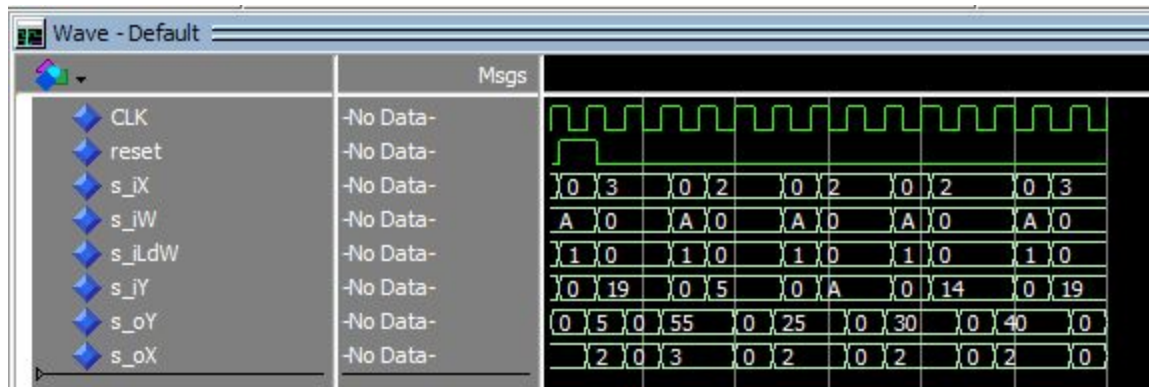 Wave - Default
Msgs
CLK -No Data-
reset -No Data-
s_iX -No Data- 0 3 0 2 0 2 0 2 0 3
s_iW -No Data- A 0 A 0 A 0 A 0 A 0
s_iLdW -No Data- 1 0 1 0 1 0 1 0 1 0
s_iY -No Data- 0 19 0 5 0 A 0 14 0 19
s_oY -No Data- 0 5 0 55 0 25 0 30 0 40 0
s_oX -No Data- 2 0 3 0 2 0 2 0 2 0